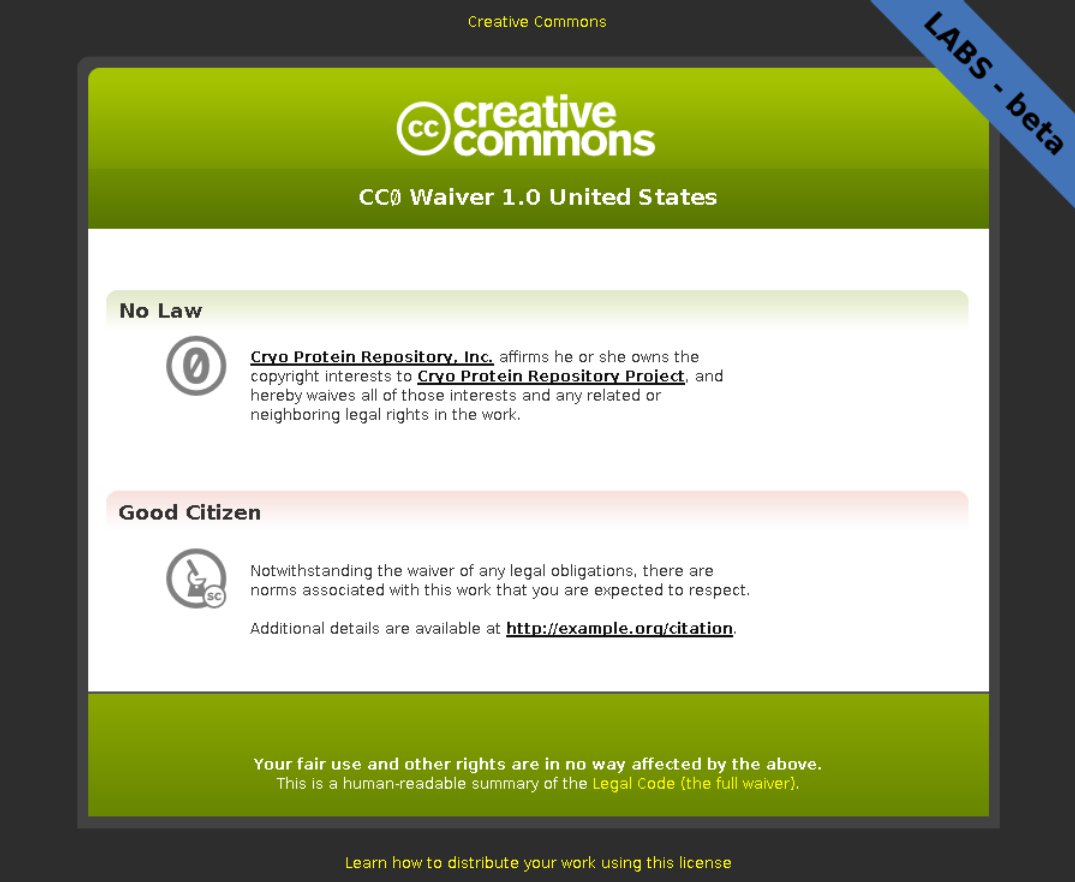 Creative Commons
LABS - beta
cc creative
commons
CC0 Waiver 1.0 United States
No Law
0
Cryo Protein Repository, Inc. affirms he or she owns the
copyright interests to Cryo Protein Repository Project, and
hereby waives all of those interests and any related or
neighboring legal rights in the work.
Good Citizen
sc
Notwithstanding the waiver of any legal obligations, there are
norms associated with this work that you are expected to respect.
Additional details are available at http://example.org/citation.
Your fair use and other rights are in no way affected by the above.
This is a human-readable summary of the Legal Code (the full waiver).
Learn how to distribute your work using this license